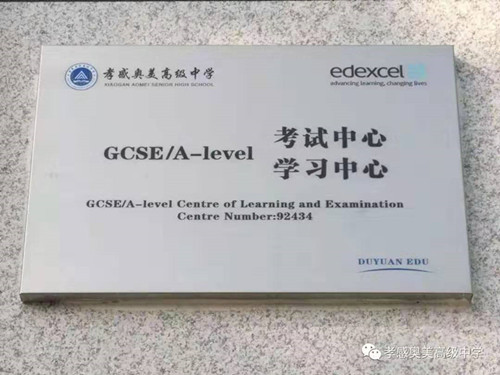 孝感奥美高级中学
XIAOGAN AOMEI SENIOR HIGH SCHOOL
edexcel
advancing learning, changing lives
GCSE/A-level 考试中心
学习中心
GCSE/A-level Centre of Learning and Examination
Centre Number:92434
DUYUAN EDU
孝感奥美高级中学